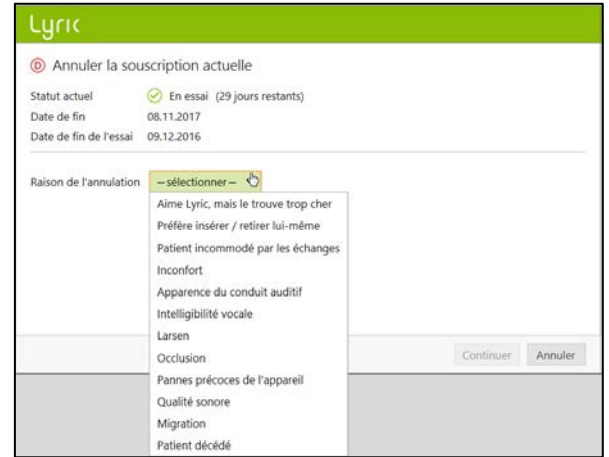 Lyric
D Annuler la souscription actuelle
Statut actuel En essai (29 jours restants)
Date de fin 08.11.2017
Date de fin de l'essai 09.12.2016
Raison de l'annulation —sélectionner—
Aime Lyric, mais le trouve trop cher
Préfère insérer / retirer lui-même
Patient incommodé par les échanges
Inconfort
Apparence du conduit auditif
Intelligibilité vocale
Larsen
Occlusion
Continuer Annuler
Pannes précoces de l'appareil
Qualité sonore
Migration
Patient décédé